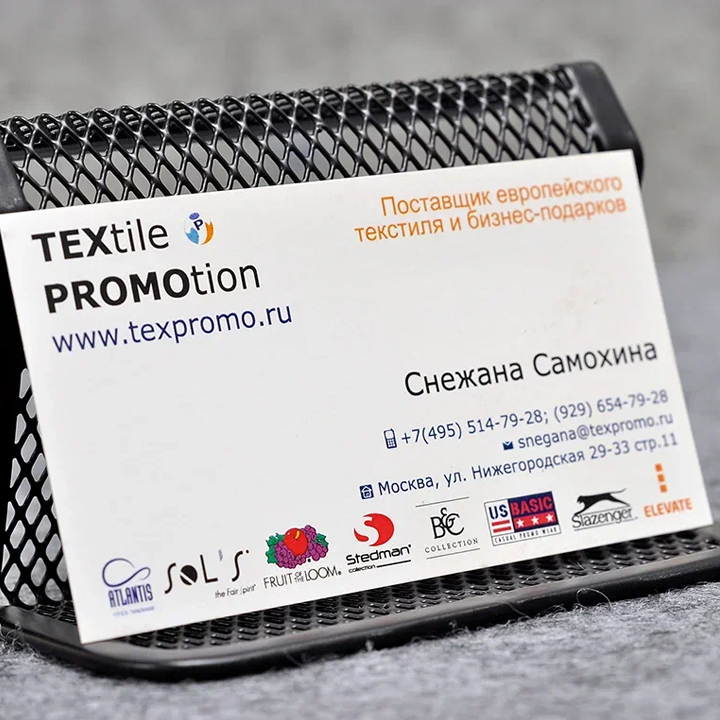 TEXtile P
PROMOtion
www.texpromo.ru
Поставщик европейского
текстиля и бизнес-подарков
Снежана Самохина
+7(495) 514-79-28; (929) 654-79-28
snegana@texpromo.ru
Москва, ул. Нижегородская 29-33 стр.11
ATLANTIS
SOL'S
the Fair Spirit
FRUIT OF THE LOOM®
Stedman®
collection
B&C
COLLECTION
US BASIC
CASUAL PROMO WEAR
Slazenger
ELEVATE